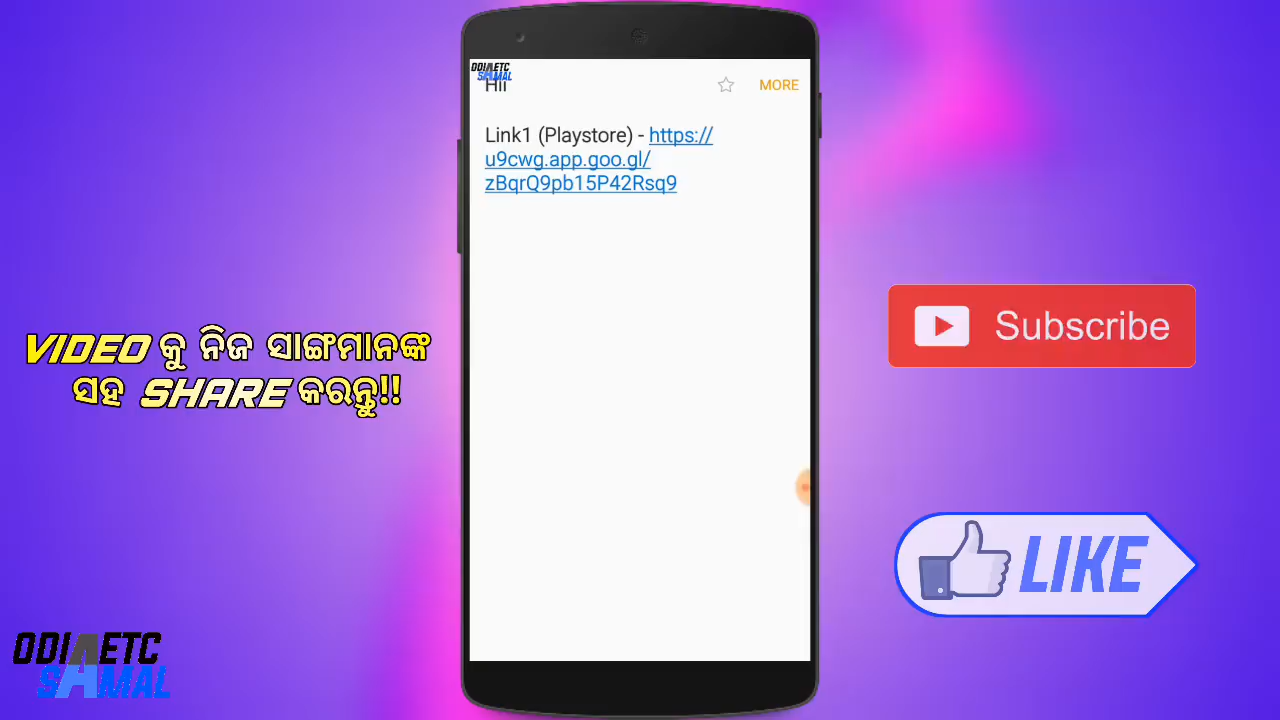 ODIA ETC
SAMAL
Hii
MORE
Link1 (Playstore) - https://
u9cwg.app.goo.gl/
zBqrQ9pb15P42Rsq9
VIDEO କୁ ନିଜ ସାଙ୍ଗମାନଙ୍କ
ସହ SHARE କରନ୍ତୁ!!
Subscribe
LIKE
ODIA ETC
SAMAL